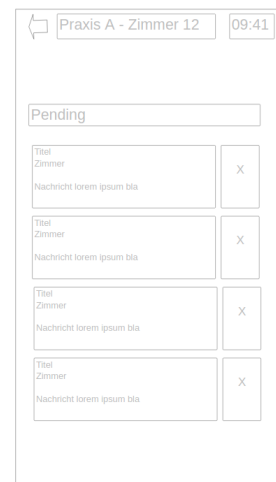 Praxis A - Zimmer 12 09:41
Pending
Titel
Zimmer
Nachricht lorem ipsum bla
X
Titel
Zimmer
Nachricht lorem ipsum bla
X
Titel
Zimmer
Nachricht lorem ipsum bla
X
Titel
Zimmer
Nachricht lorem ipsum bla
X